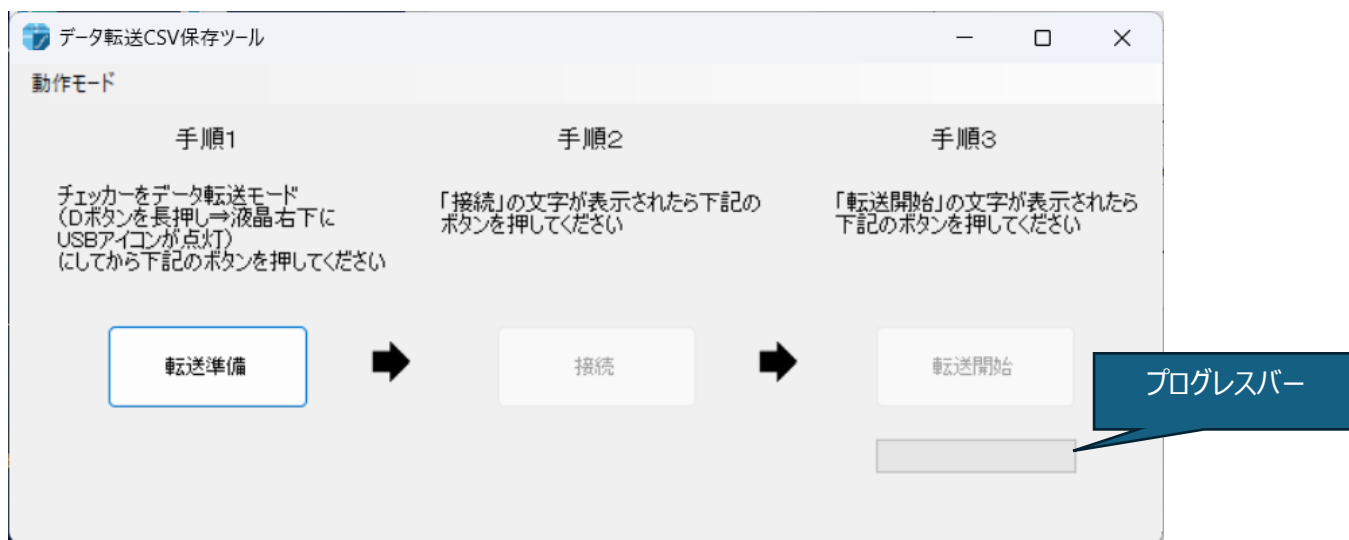 データ転送CSV保存ツール
動作モード
手順1
チェッカーをデータ転送モード
(Dボタンを長押し⇒液晶右下に
USBアイコンが点灯)
にしてから下記のボタンを押してください
転送準備
手順2
「接続」の文字が表示されたら下記の
ボタンを押してください
接続
手順3
「転送開始」の文字が表示されたら
下記のボタンを押してください
転送開始
プログレスバー